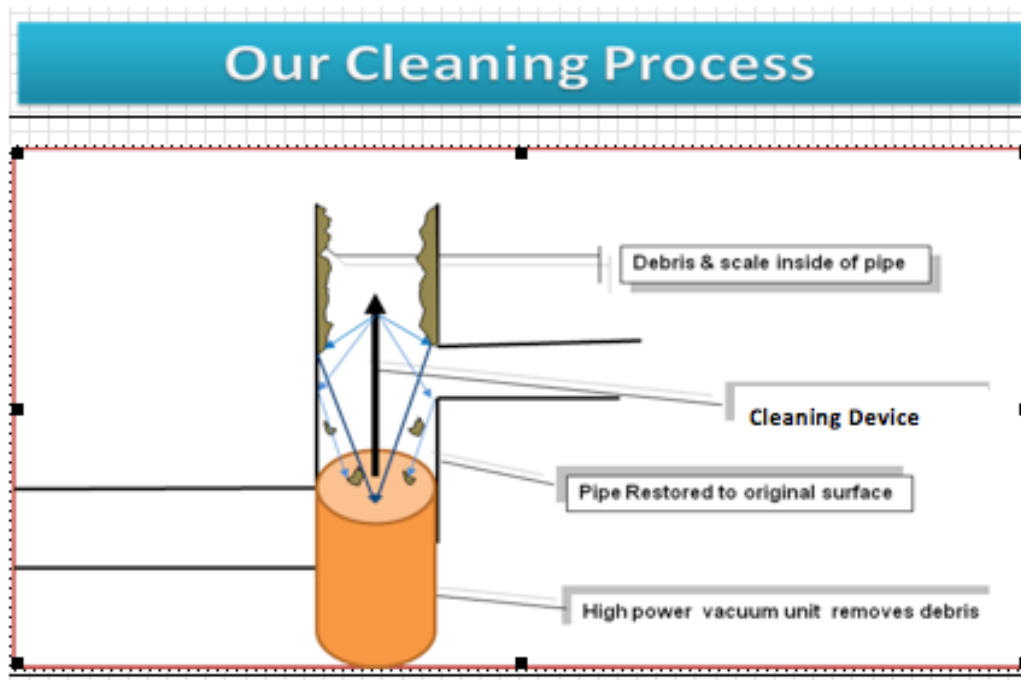 Our Cleaning Process
Debris & scale inside of pipe
Cleaning Device
Pipe Restored to original surface
High power vacuum unit removes debris